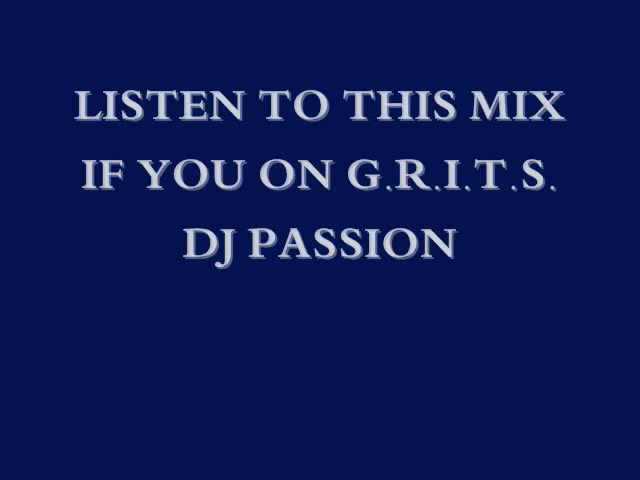 LISTEN TO THIS MIX
IF YOU ON G.R.I.T.S.
DJ PASSION